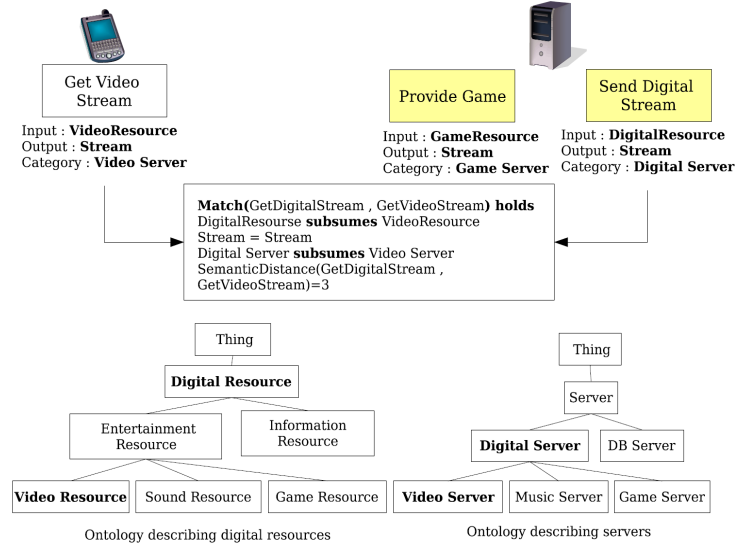 Get Video
Stream
Input : VideoResource
Output : Stream
Category : Video Server
Provide Game
Input : GameResource
Output : Stream
Category : Game Server
Send Digital
Stream
Input : DigitalResource
Output : Stream
Category : Digital Server
Match(GetDigitalStream , GetVideoStream) holds
DigitalResourse subsumes VideoResource
Stream = Stream
Digital Server subsumes Video Server
SemanticDistance(GetDigitalStream ,
GetVideoStream)=3
Thing
Digital Resource
Entertainment
Resource
Information
Resource
Video Resource
Sound Resource
Game Resource
Ontology describing digital resources
Thing
Server
Digital Server
DB Server
Video Server
Music Server
Game Server
Ontology describing servers